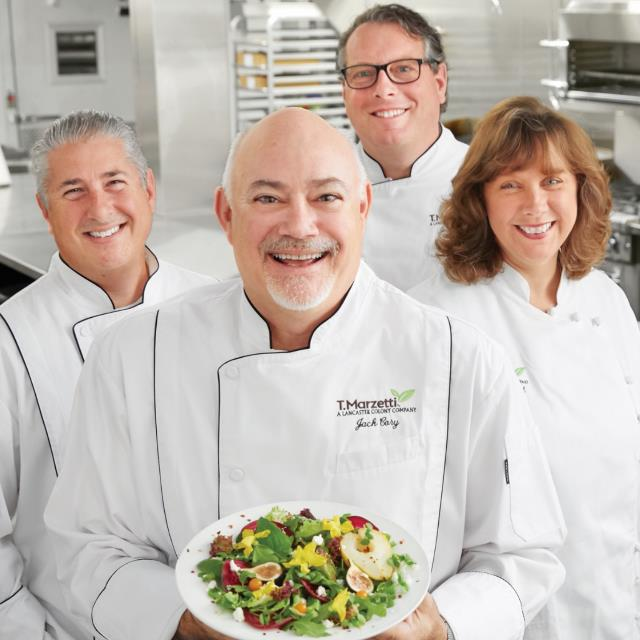 T.Marzetti
A LANCASTER COLONY COMPANY
Jack Cary
T.